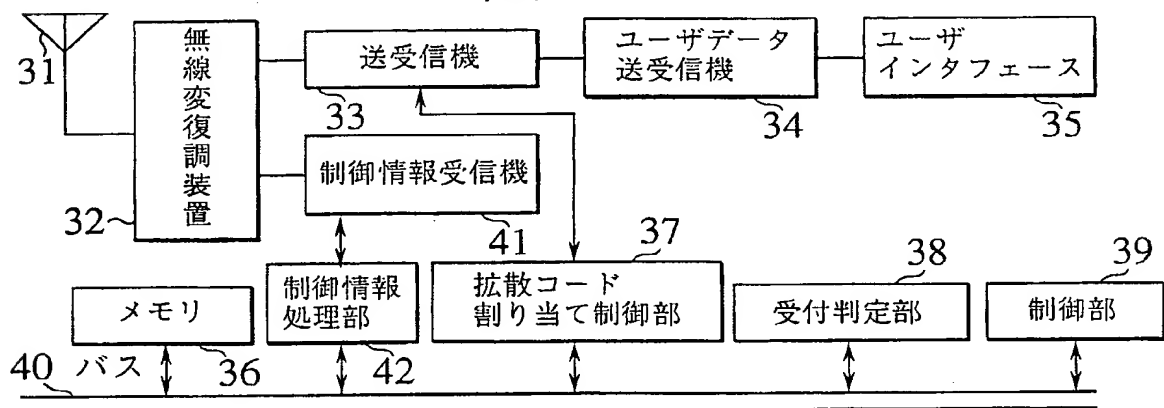 31
無線変復調装置
32
送受信機
33
ユーザデータ
送受信機
34
ユーザ
インタフェース
35
制御情報受信機
41
メモリ
36
制御情報
処理部
42
拡散コード
割り当て制御部
37
受付判定部
38
制御部
39
40 バス